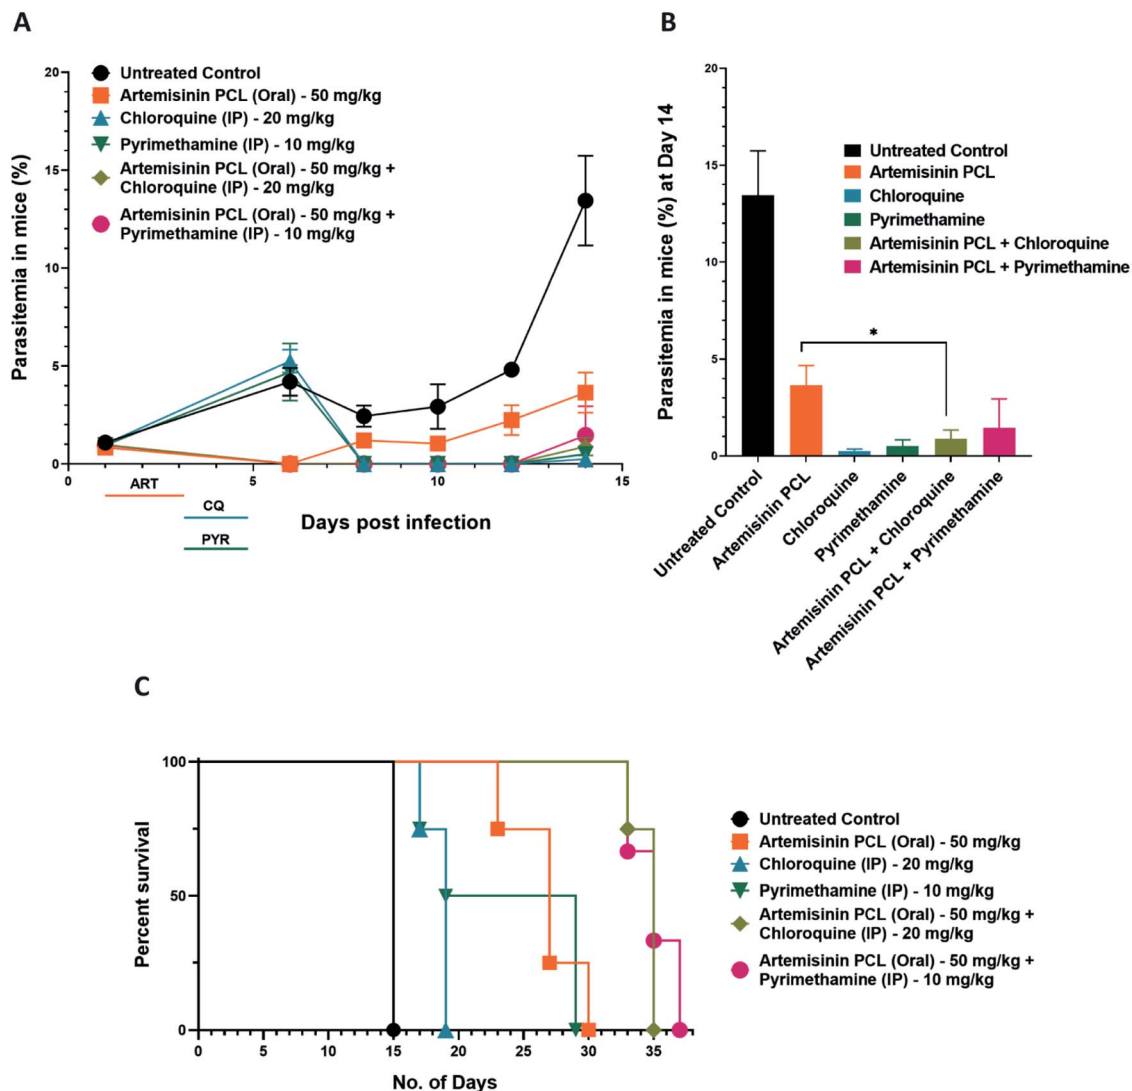 A
Parasitemia in mice (%)
20
15
10
5
0
Untreated Control
Artemisinin PCL (Oral) - 50 mg/kg
Chloroquine (IP) - 20 mg/kg
Pyrimethamine (IP) - 10 mg/kg
Artemisinin PCL (Oral) - 50 mg/kg +
Chloroquine (IP) - 20 mg/kg
Artemisinin PCL (Oral) - 50 mg/kg +
Pyrimethamine (IP) - 10 mg/kg
0 5 10 15
ART
CQ
PYR
Days post infection
B
Parasitemia in mice (%) at Day 14
20
15
10
5
0
Untreated Control
Artemisinin PCL
Chloroquine
Pyrimethamine
Artemisinin PCL + Chloroquine
Artemisinin PCL + Pyrimethamine
*
Untreated Control
Artemisinin PCL
Chloroquine
Pyrimethamine
Artemisinin PCL + Chloroquine
Artemisinin PCL + Pyrimethamine
C
Percent survival
100
50
0
0 5 10 15 20 25 30 35
No. of Days
Untreated Control
Artemisinin PCL (Oral) - 50 mg/kg
Chloroquine (IP) - 20 mg/kg
Pyrimethamine (IP) - 10 mg/kg
Artemisinin PCL (Oral) - 50 mg/kg +
Chloroquine (IP) - 20 mg/kg
Artemisinin PCL (Oral) - 50 mg/kg +
Pyrimethamine (IP) - 10 mg/kg